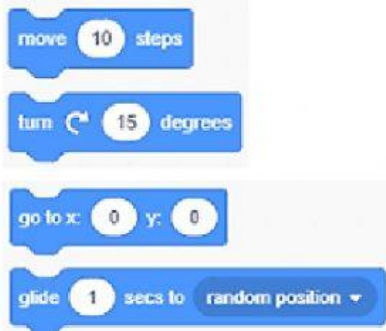 move 10 steps
turn 15 degrees
go to x: 0 y: 0
glide 1 secs to random position